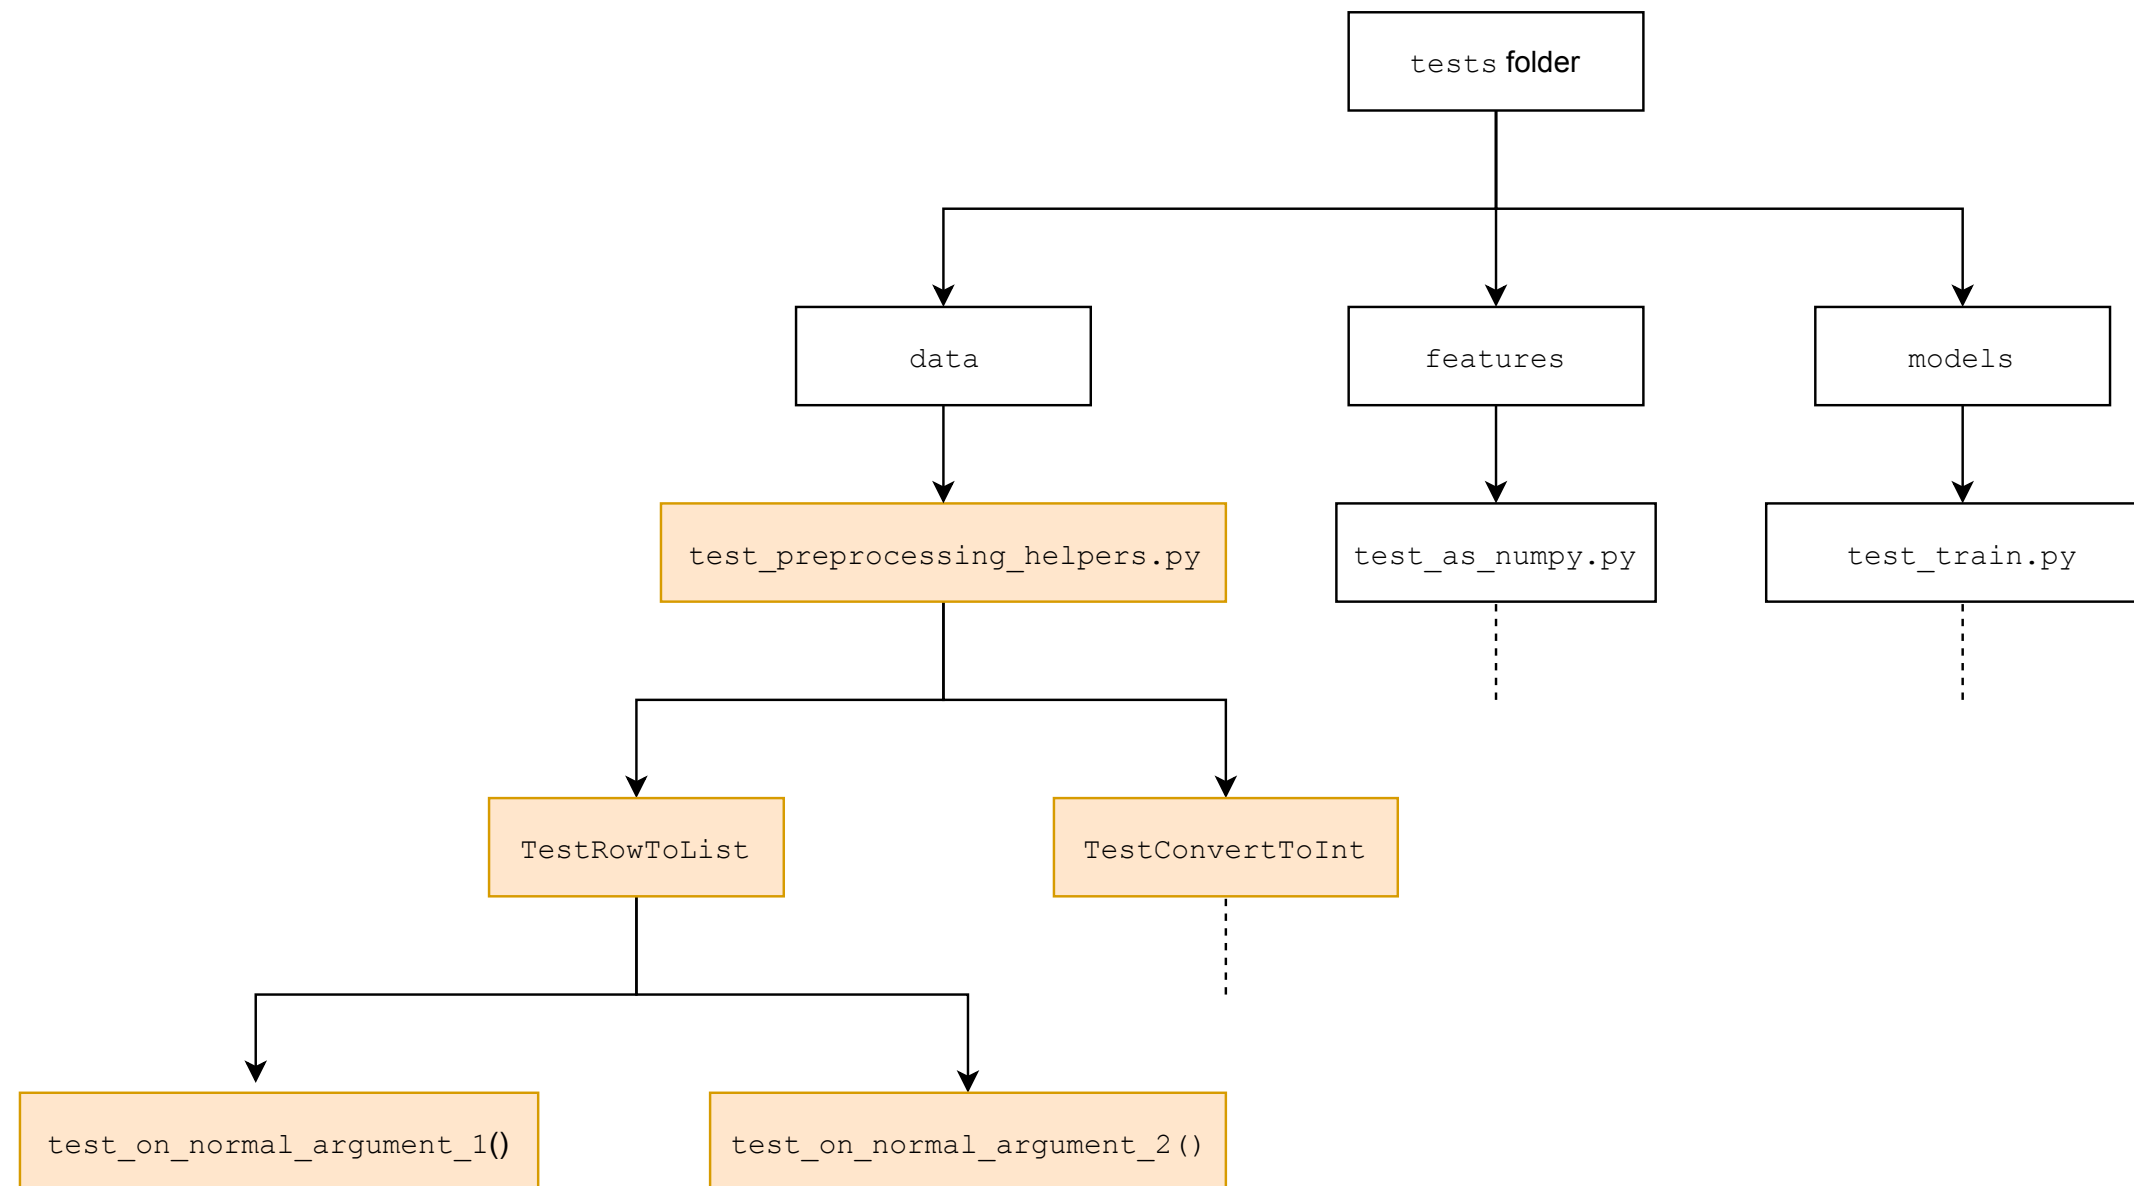 tests folder
data
features
models
test_preprocessing_helpers.py
test_as_numpy.py
test_train.py
TestRowToList
TestConvertToInt
test_on_normal_argument_1()
test_on_normal_argument_2()